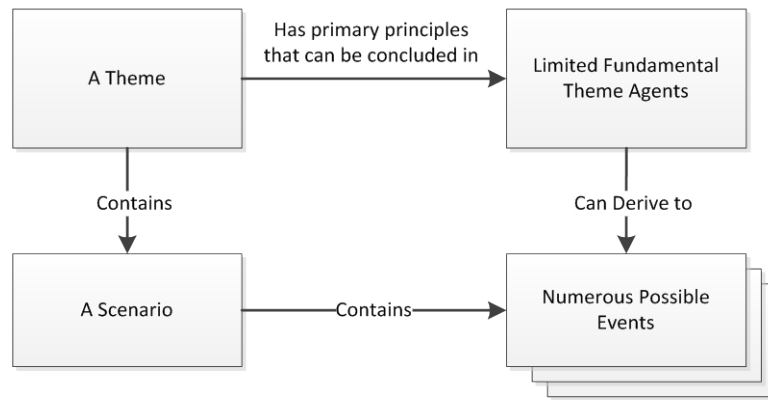 Has primary principles
that can be concluded in
A Theme
Limited Fundamental
Theme Agents
Contains
Can Derive to
A Scenario
Contains
Numerous Possible
Events